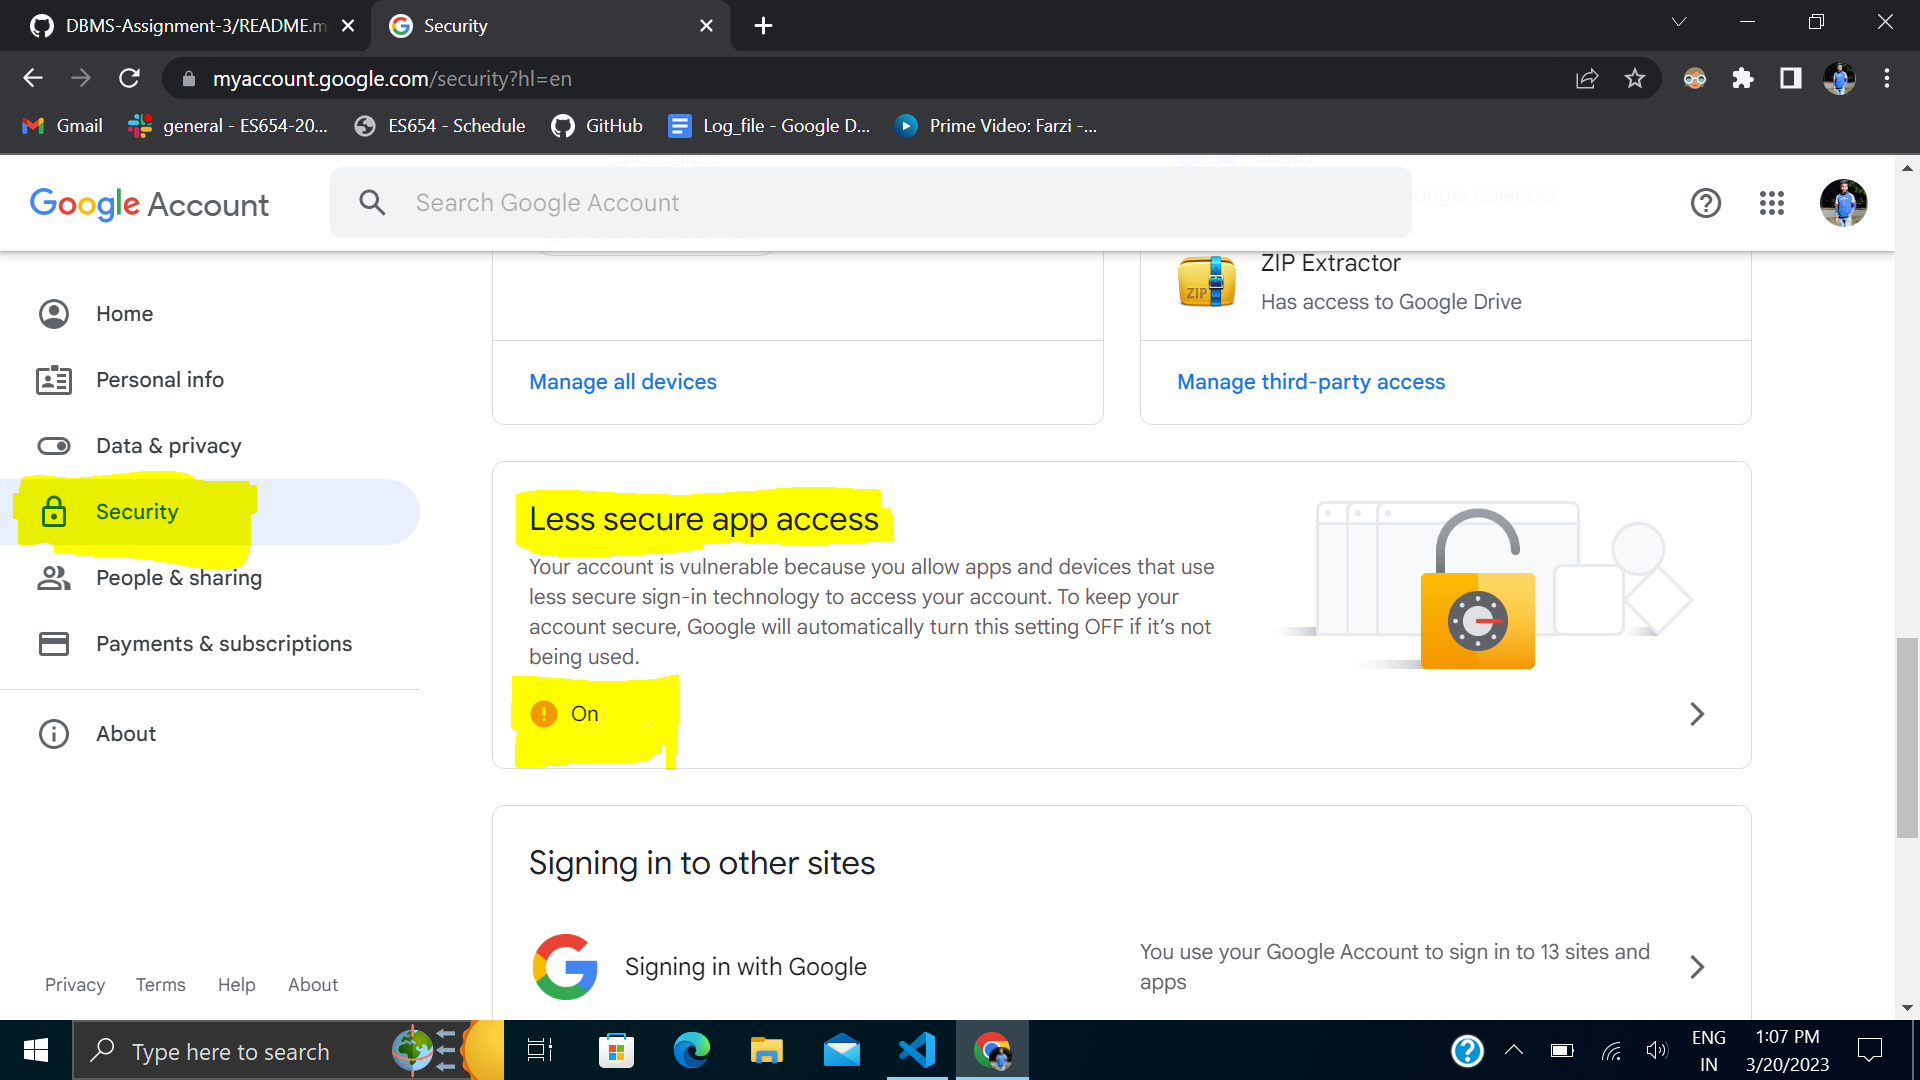 DBMS-Assignment-3/README.m
Security
myaccount.google.com/security?hl=en
Gmail
general - ES654-20...
ES654 - Schedule
GitHub
Log_file - Google D...
Prime Video: Farzi -...
Google Account
Search Google Account
oogle Calendar
Home
Personal info
Data & privacy
Security
People & sharing
Payments & subscriptions
About
ZIP
ZIP Extractor
Has access to Google Drive
Manage all devices
Manage third-party access
Less secure app access
Your account is vulnerable because you allow apps and devices that use
less secure sign-in technology to access your account. To keep your
account secure, Google will automatically turn this setting OFF if it’s not
being used.
On
Signing in to other sites
Signing in with Google
You use your Google Account to sign in to 13 sites and
apps
Privacy Terms Help About
Type here to search
ENG
IN
1:07 PM
3/20/2023